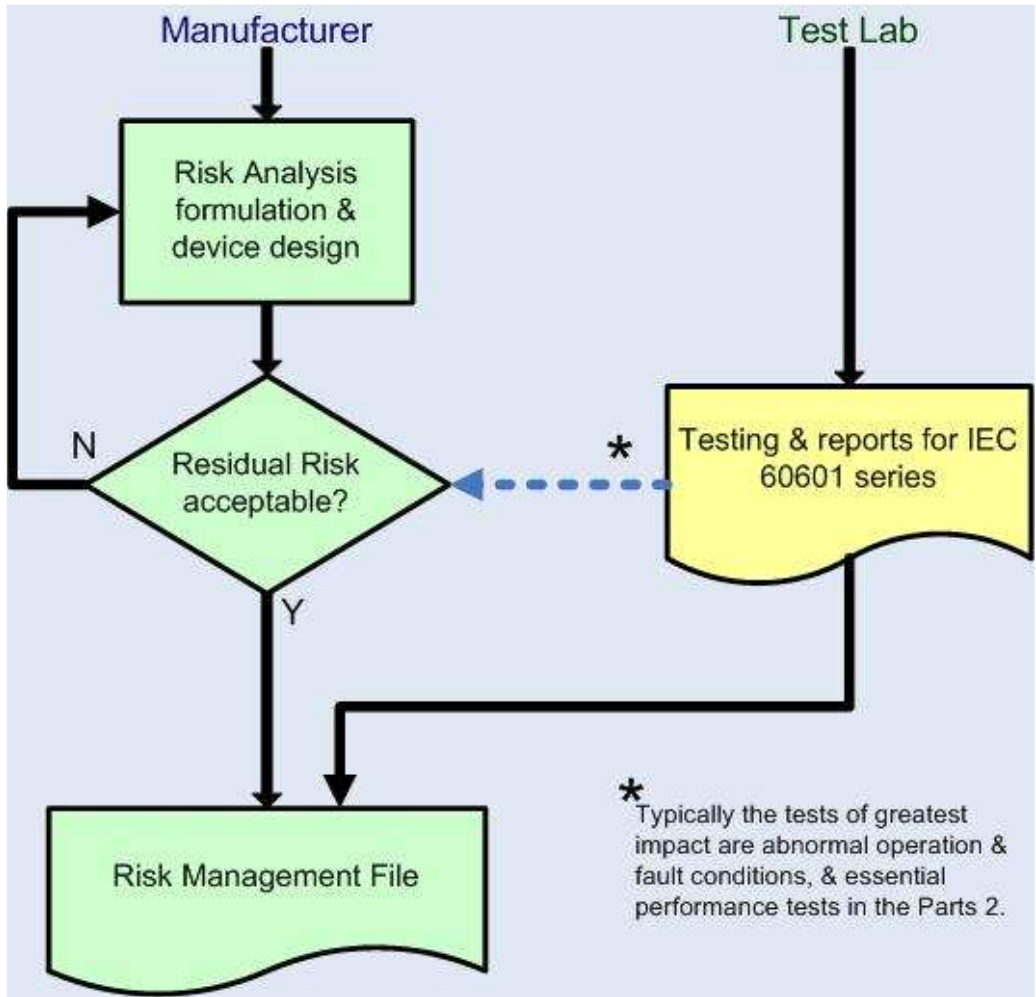 Manufacturer
Test Lab
Risk Analysis
formulation &
device design
N
Residual Risk
acceptable?
*
Testing & reports for IEC
60601 series
Y
Risk Management File
*
Typically the tests of greatest
impact are abnormal operation &
fault conditions, & essential
performance tests in the Parts 2.